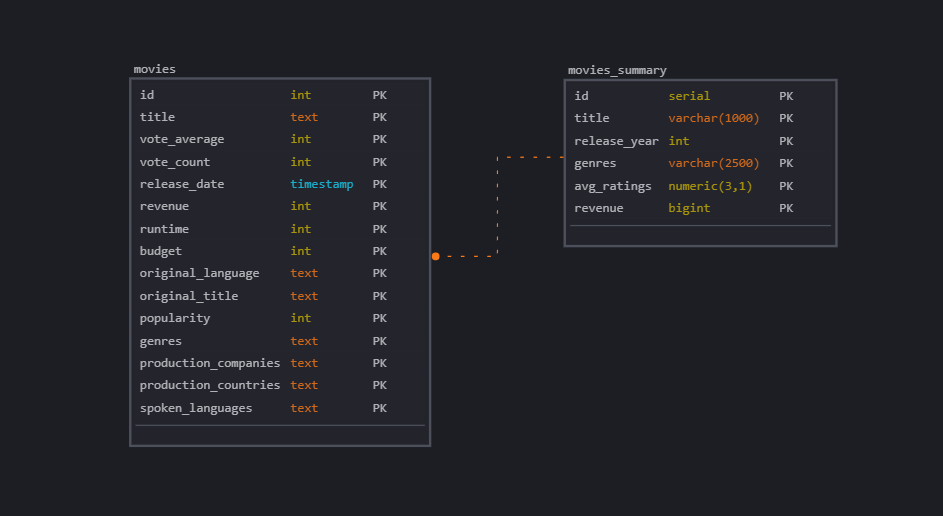 movies
id int PK
title text PK
vote_average int PK
vote_count int PK
release_date timestamp PK
revenue int PK
runtime int PK
budget int PK
original_language text PK
original_title text PK
popularity int PK
genres text PK
production_companies text PK
production_countries text PK
spoken_languages text PK
movies_summary
id serial PK
title varchar(1000) PK
release_year int PK
genres varchar(2500) PK
avg_ratings numeric(3,1) PK
revenue bigint PK